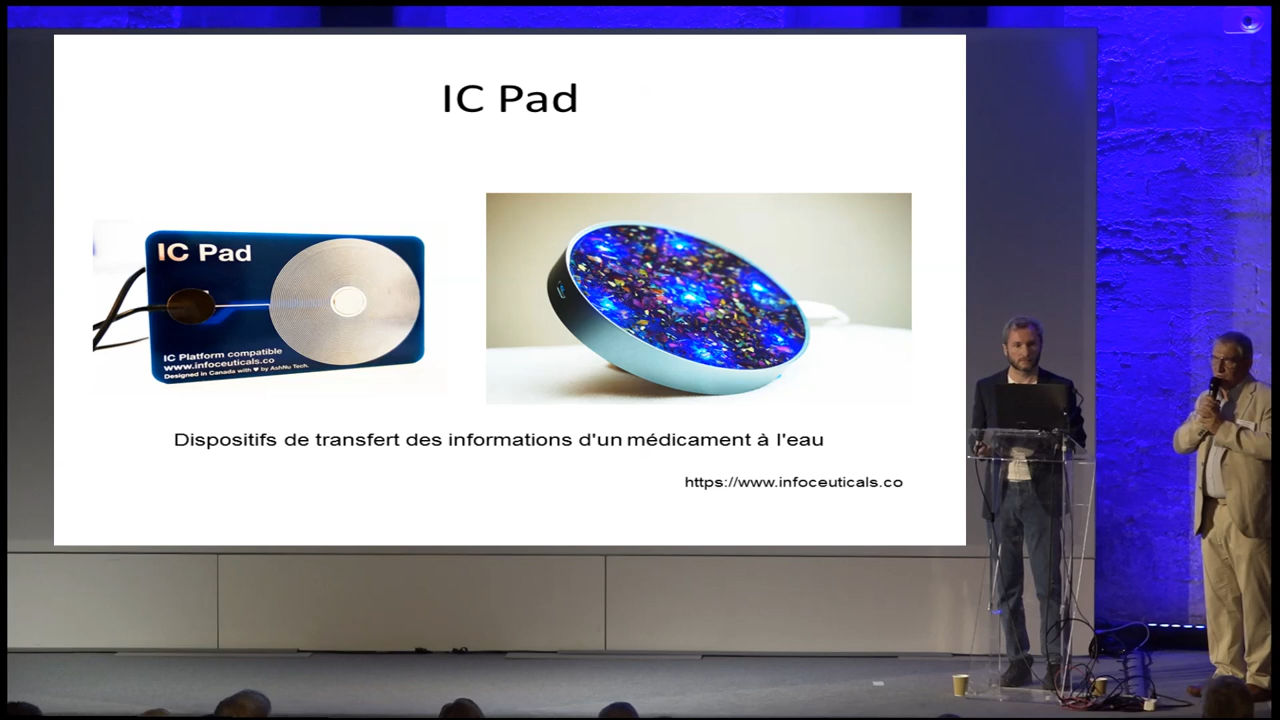 IC Pad
IC Pad
IC Platform compatible
www.infoceuticals.co
Designed in Canada with ♥ by AshNu Tech.
Dispositifs de transfert des informations d'un médicament à l'eau
https://www.infoceuticals.co